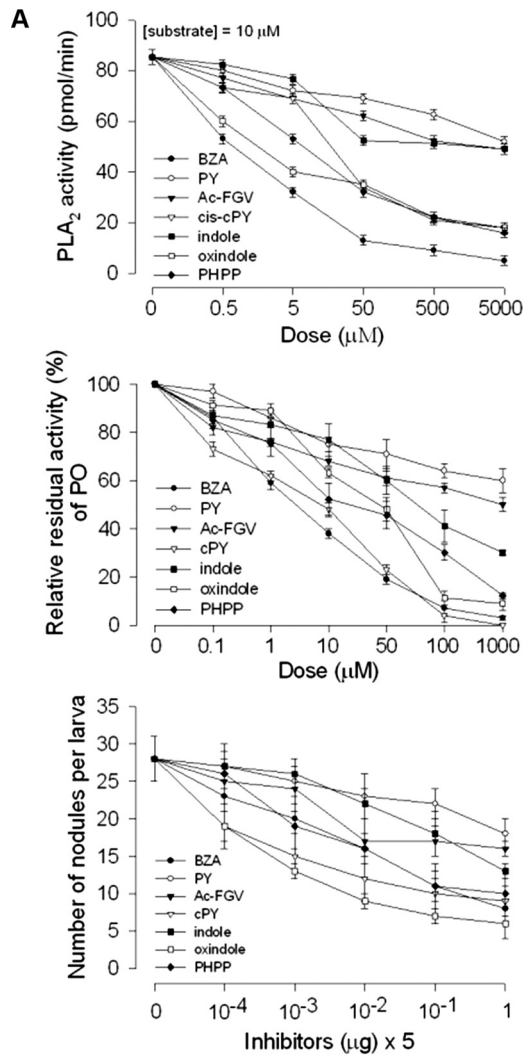 A
[substrate] = 10 µM
PLA2 activity (pmol/min)
100
80
60
40
20
0
BZA
PY
Ac-FGV
cis-cPY
indole
oxindole
PHPP
0 0.5 5 50 500 5000
Dose (µM)
Relative residual activity (%)
of PO
100
80
60
40
20
0
BZA
PY
Ac-FGV
cPY
indole
oxindole
PHPP
0 0.1 1 10 50 100 1000
Dose (µM)
Number of nodules per larva
35
30
25
20
15
10
5
0
BZA
PY
Ac-FGV
cPY
indole
oxindole
PHPP
0 10-4 10-3 10-2 10-1 1
Inhibitors (µg) x 5